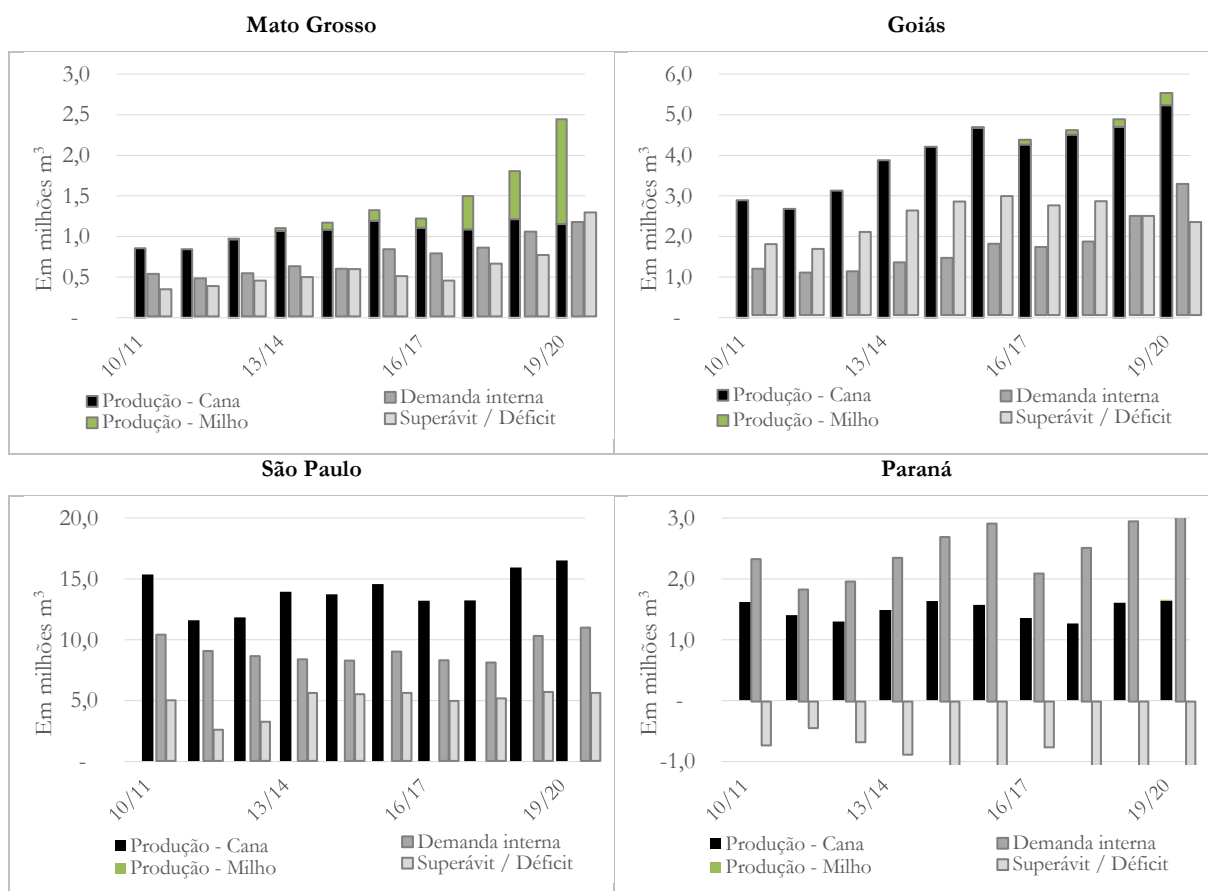 Mato Grosso
Em milhões m³
3,0
2,5
2,0
1,5
1,0
0,5
-
10/11
13/14
16/17
19/20
Produção - Cana
Demanda interna
Produção - Milho
Superávit / Déficit
Goiás
Em milhões m³
6,0
5,0
4,0
3,0
2,0
1,0
-
10/11
13/14
16/17
19/20
Produção - Cana
Demanda interna
Produção - Milho
Superávit / Déficit
São Paulo
Em milhões m³
20,0
15,0
10,0
5,0
-
10/11
13/14
16/17
19/20
Produção - Cana
Demanda interna
Produção - Milho
Superávit / Déficit
Paraná
Em milhões m³
3,0
2,0
1,0
-
-1,0
10/11
13/14
16/17
19/20
Produção - Cana
Demanda interna
Produção - Milho
Superávit / Déficit